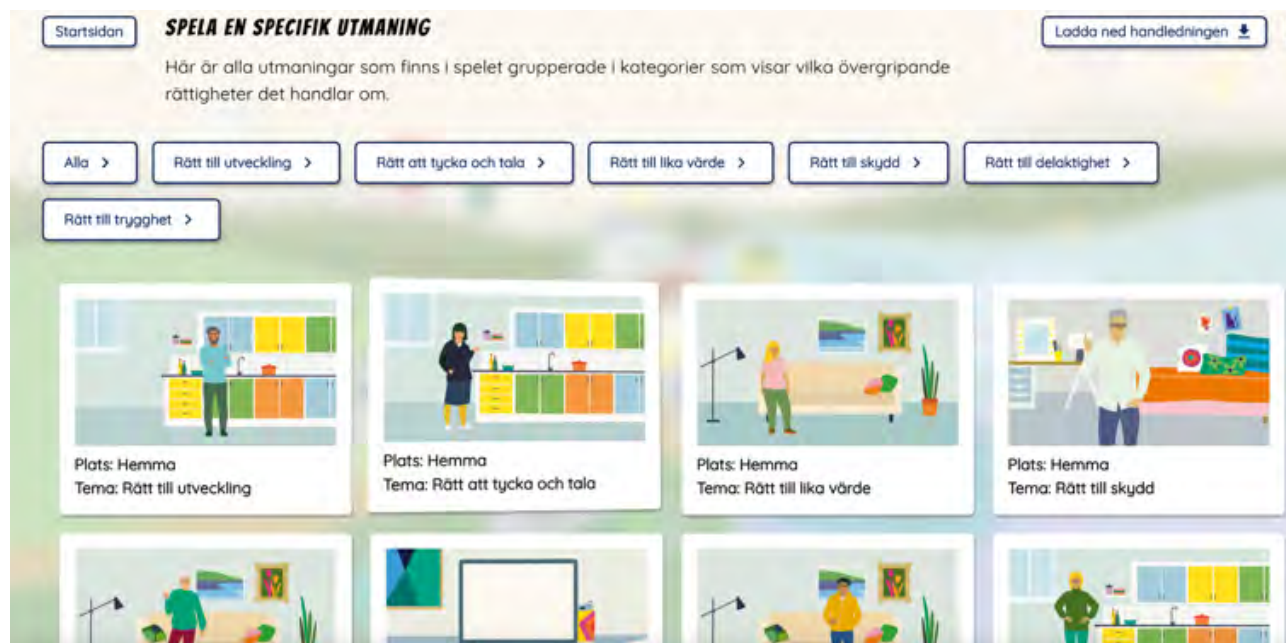 Startsidan
SPELA EN SPECIFIK UTMANING
Ladda ned handledningen
Här är alla utmaningar som finns i spelet grupperade i kategorier som visar vilka övergripande
rättigheter det handlar om.
Alla
Rätt till utveckling
Rätt att tycka och tala
Rätt till lika värde
Rätt till skydd
Rätt till delaktighet
Rätt till trygghet
Plats: Hemma
Tema: Rätt till utveckling
Plats: Hemma
Tema: Rätt att tycka och tala
Plats: Hemma
Tema: Rätt till lika värde
Plats: Hemma
Tema: Rätt till skydd